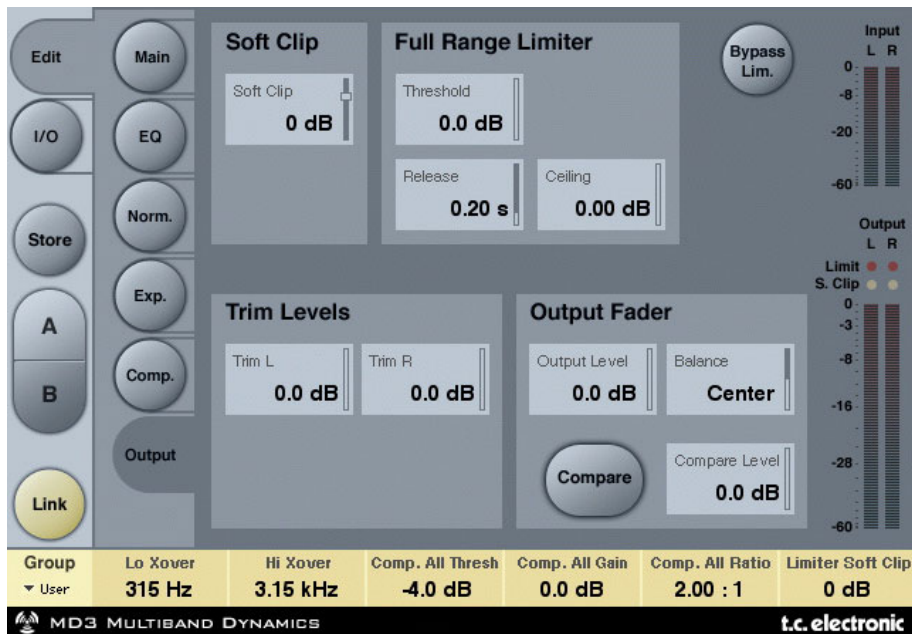 Edit
I/O
Store
A
B
Link
Main
EQ
Norm.
Exp.
Comp.
Output
Soft Clip
Soft Clip
0 dB
Full Range Limiter
Threshold
0.0 dB
Release
0.20 s
Ceiling
0.00 dB
Bypass
Lim.
Trim Levels
Trim L
0.0 dB
Trim R
0.0 dB
Output Fader
Output Level
0.0 dB
Balance
Center
Compare
Compare Level
0.0 dB
Input
L R
0
-8
-20
-60
Output
L R
Limit
S. Clip
0
-3
-8
-16
-28
-60
Group
User
Lo Xover
315 Hz
Hi Xover
3.15 kHz
Comp. All Thresh
-4.0 dB
Comp. All Gain
0.0 dB
Comp. All Ratio
2.00 : 1
Limiter Soft Clip
0 dB
MD3 MULTIBAND DYNAMICS
t.c. electronic